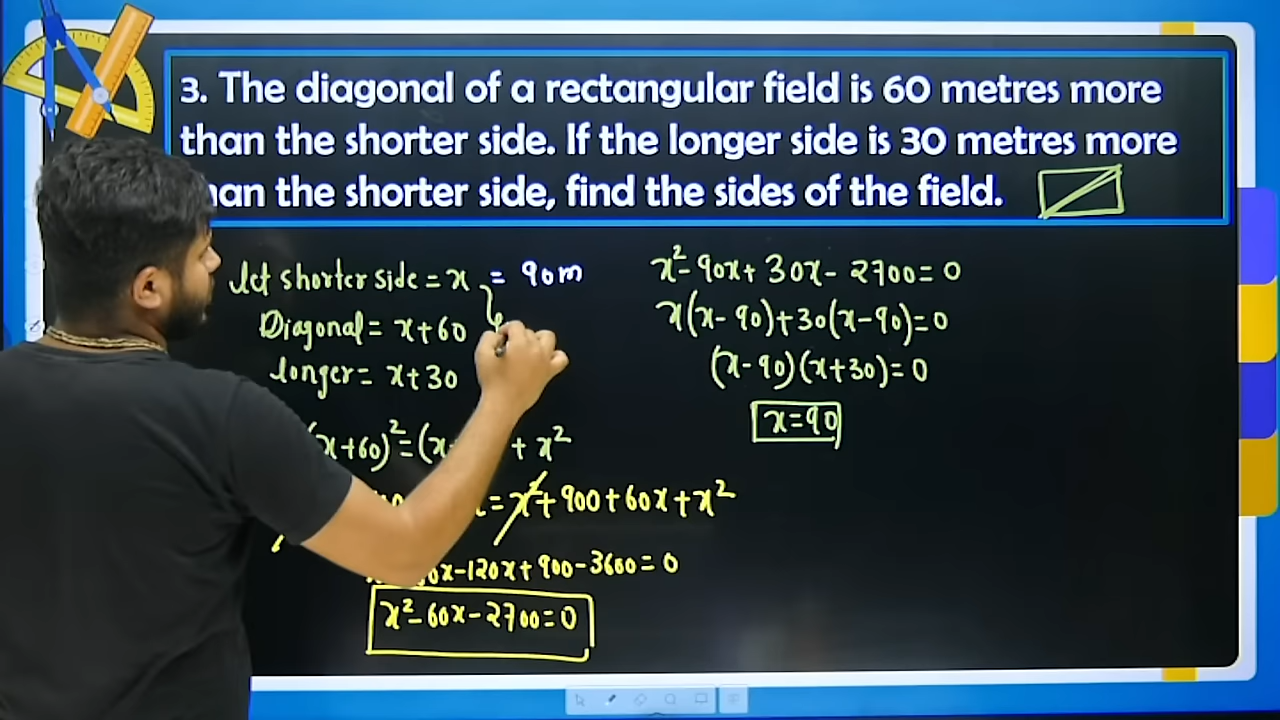 3. The diagonal of a rectangular field is 60 metres more
than the shorter side. If the longer side is 30 metres more
han the shorter side, find the sides of the field.
let shorter side = x = 90m
Diagonal = x+60
longer = x+30
x+60)² = (x + x²
= x² + 900 + 60x + x²
x-120x+900-3600=0
x²-60x-2700=0
x²-90x+30x-2700=0
x(x-90)+30(x-90)=0
(x-90)(x+30)=0
x=90